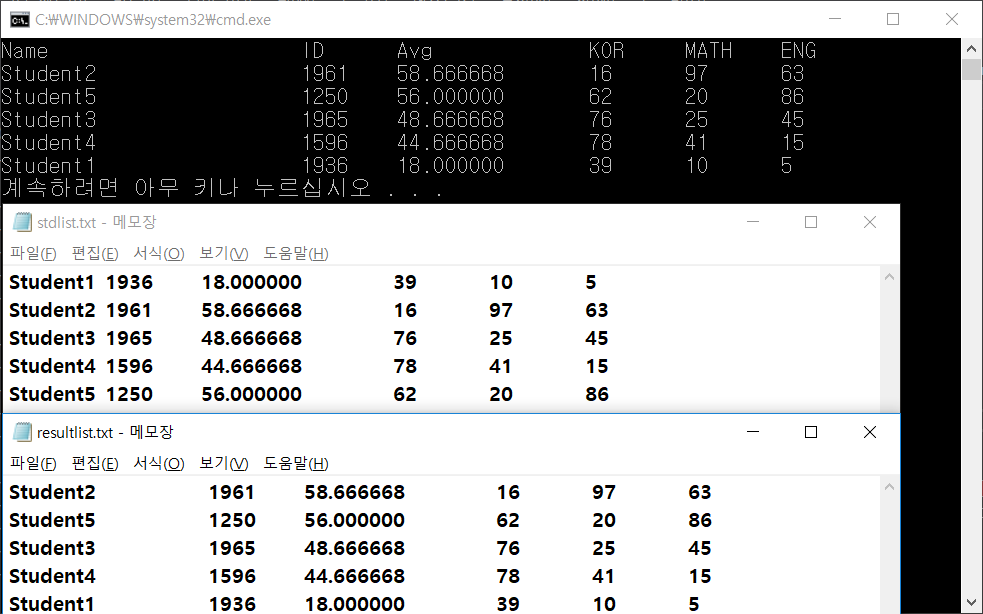 C:₩WINDOWS₩system32₩cmd.exe
Name ID Avg KOR MATH ENG
Student2 1961 58.666668 16 97 63
Student5 1250 56.000000 62 20 86
Student3 1965 48.666668 76 25 45
Student4 1596 44.666668 78 41 15
Student1 1936 18.000000 39 10 5
계속하려면 아무 키나 누르십시오 . . .
stdlist.txt - 메모장
파일(F) 편집(E) 서식(O) 보기(V) 도움말(H)
Student1 1936 18.000000 39 10 5
Student2 1961 58.666668 16 97 63
Student3 1965 48.666668 76 25 45
Student4 1596 44.666668 78 41 15
Student5 1250 56.000000 62 20 86
resultlist.txt - 메모장
파일(F) 편집(E) 서식(O) 보기(V) 도움말(H)
Student2 1961 58.666668 16 97 63
Student5 1250 56.000000 62 20 86
Student3 1965 48.666668 76 25 45
Student4 1596 44.666668 78 41 15
Student1 1936 18.000000 39 10 5